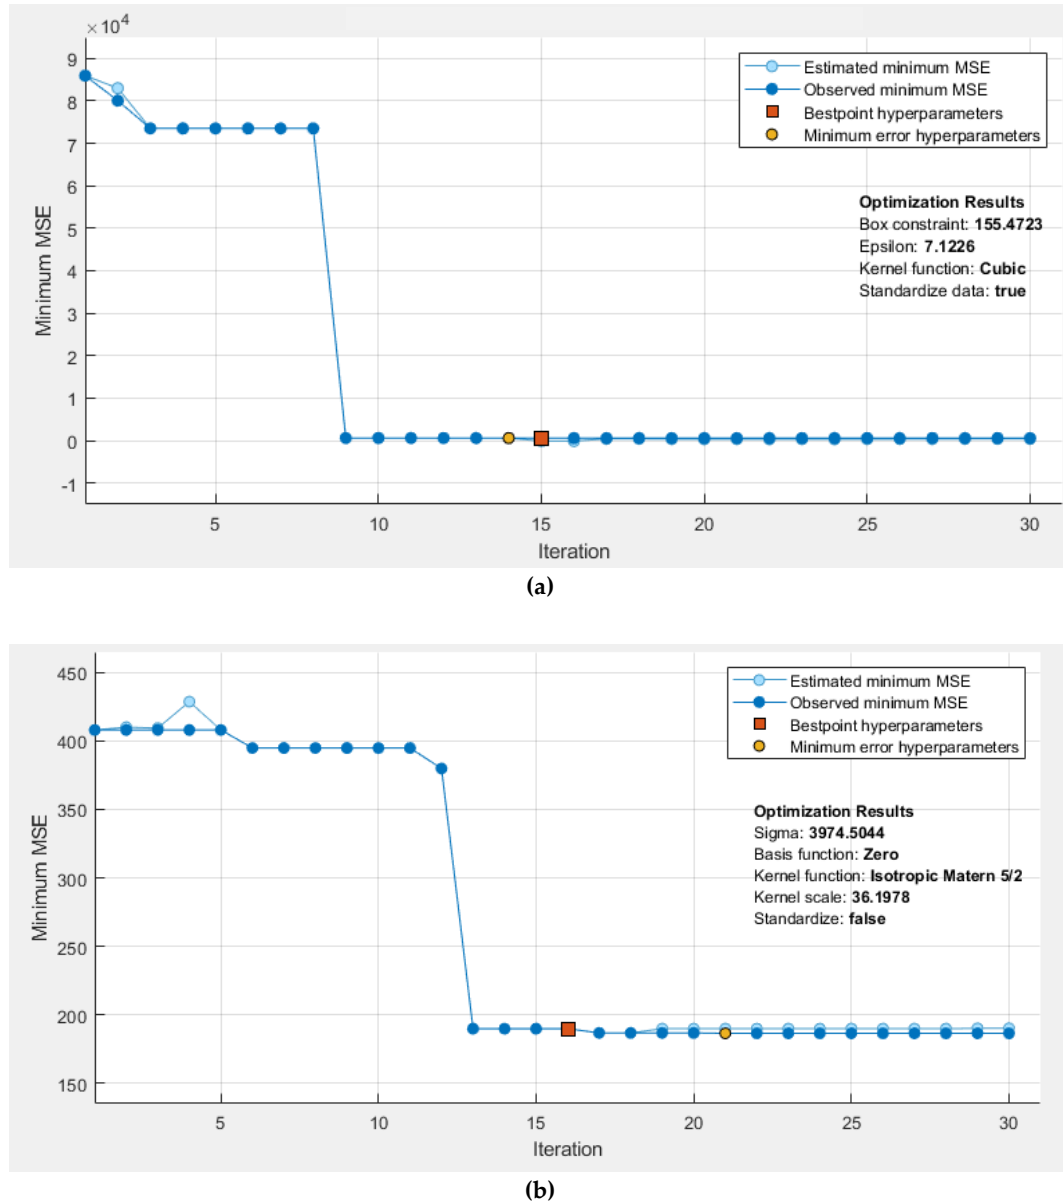 ×10⁴
9
8
7
6
5
4
3
2
1
0
-1
Minimum MSE
Estimated minimum MSE
Observed minimum MSE
Bestpoint hyperparameters
Minimum error hyperparameters
Optimization Results
Box constraint: 155.4723
Epsilon: 7.1226
Kernel function: Cubic
Standardize data: true
5 10 15 20 25 30
Iteration
(a)
450
400
350
300
250
200
150
Minimum MSE
Estimated minimum MSE
Observed minimum MSE
Bestpoint hyperparameters
Minimum error hyperparameters
Optimization Results
Sigma: 3974.5044
Basis function: Zero
Kernel function: Isotropic Matern 5/2
Kernel scale: 36.1978
Standardize: false
5 10 15 20 25 30
Iteration
(b)